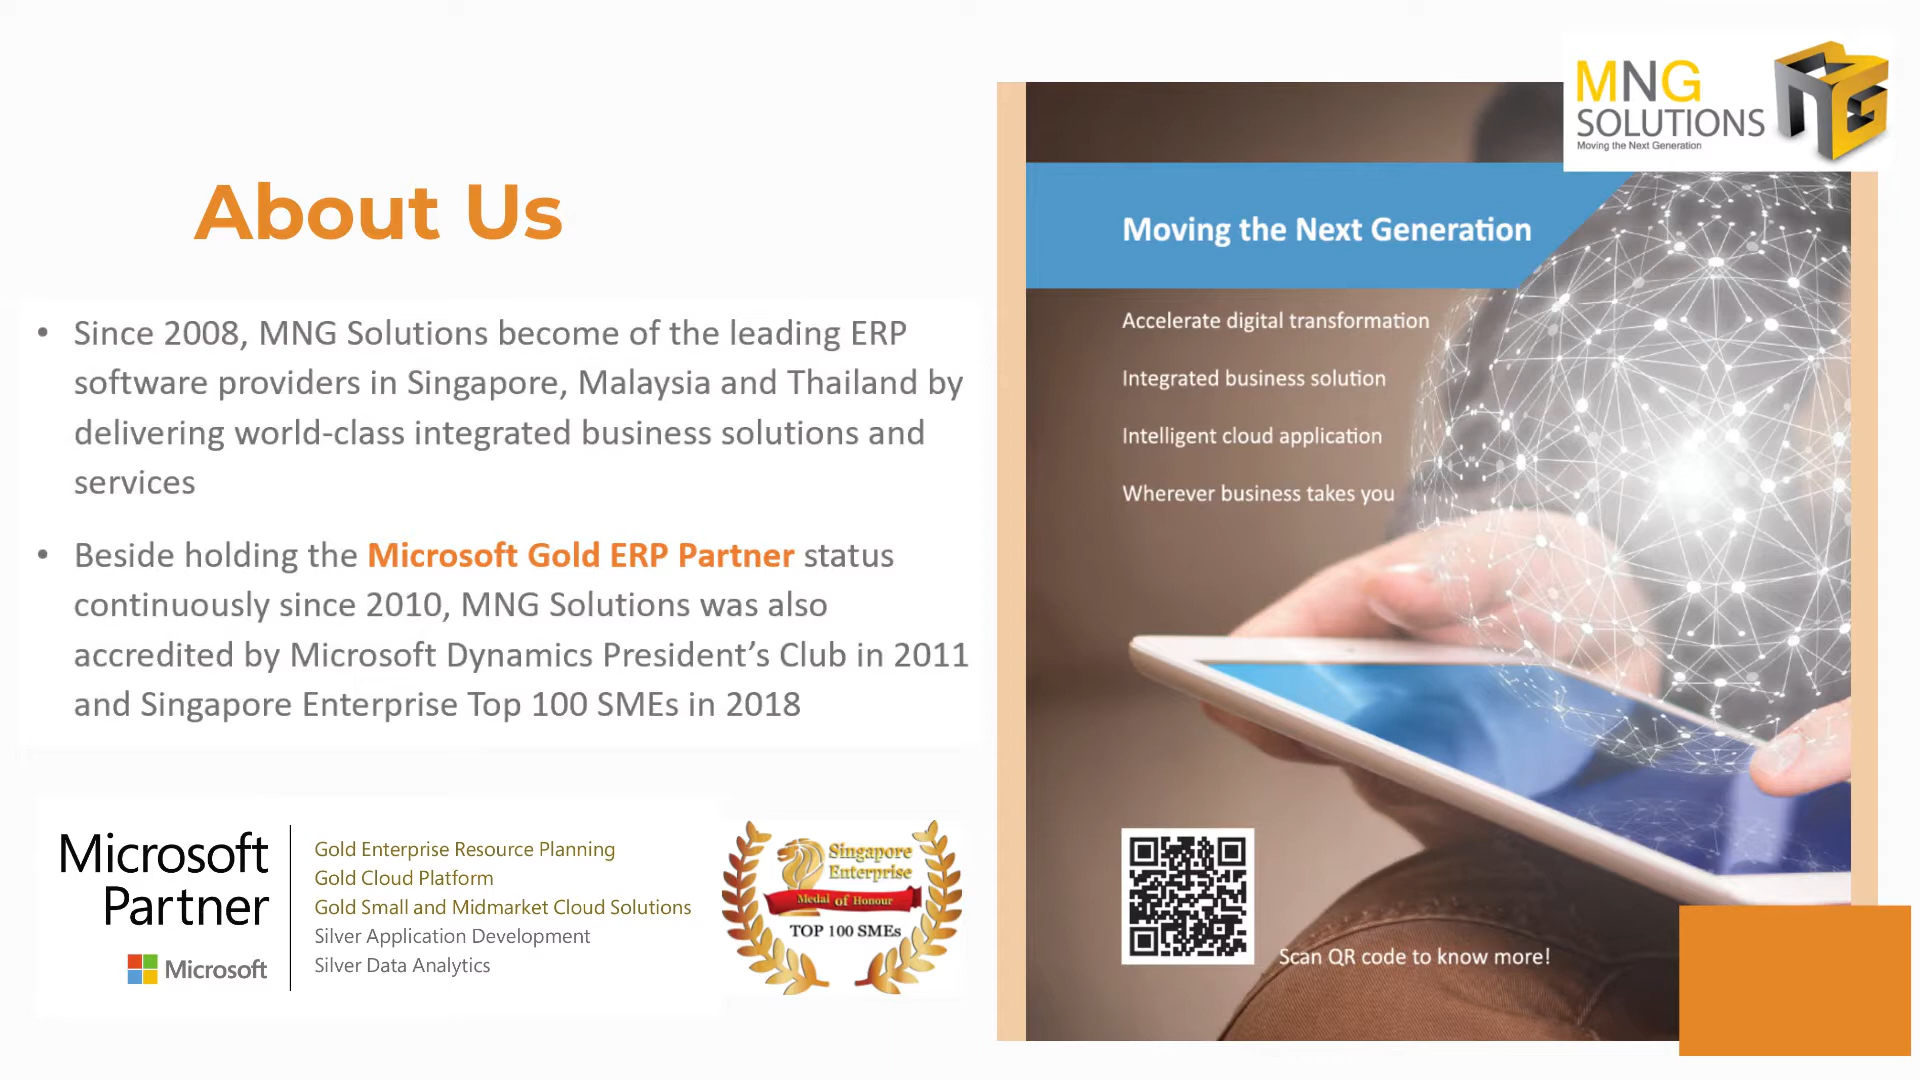 MNG
SOLUTIONS
Moving the Next Generation
About Us
• Since 2008, MNG Solutions become of the leading ERP
software providers in Singapore, Malaysia and Thailand by
delivering world-class integrated business solutions and
services
• Beside holding the Microsoft Gold ERP Partner status
continuously since 2010, MNG Solutions was also
accredited by Microsoft Dynamics President’s Club in 2011
and Singapore Enterprise Top 100 SMEs in 2018
Microsoft
Partner
Microsoft
Gold Enterprise Resource Planning
Gold Cloud Platform
Gold Small and Midmarket Cloud Solutions
Silver Application Development
Silver Data Analytics
Singapore
Enterprise
Medal of Honour
TOP 100 SMEs
Moving the Next Generation
Accelerate digital transformation
Integrated business solution
Intelligent cloud application
Wherever business takes you
Scan QR code to know more!